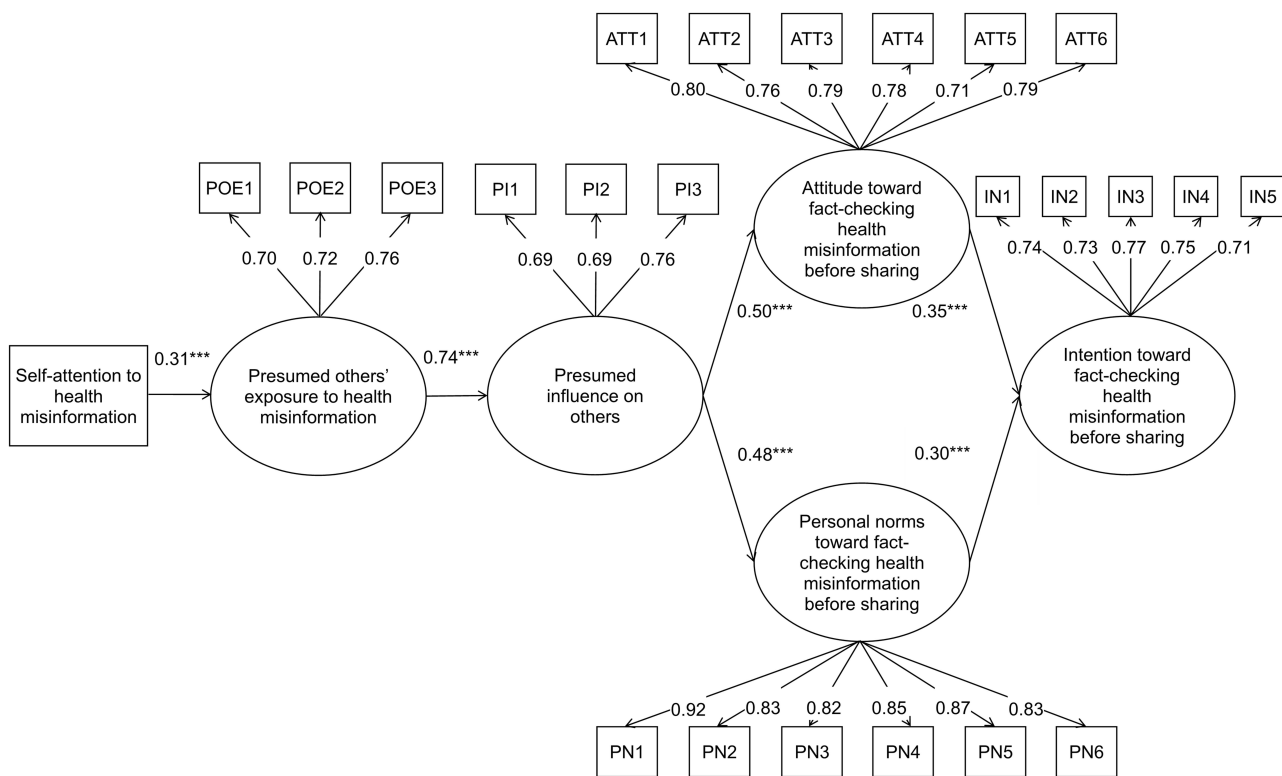 ATT1 ATT2 ATT3 ATT4 ATT5 ATT6
0.80 0.76 0.79 0.78 0.71 0.79
POE1 POE2 POE3 PI1 PI2 PI3
0.70 0.72 0.76 0.69 0.69 0.76
Attitude toward
fact-checking
health
misinformation
before sharing
IN1 IN2 IN3 IN4 IN5
0.74 0.73 0.77 0.75 0.71
0.50*** 0.35***
Self-attention to
health
misinformation
0.31***
Presumed others’
exposure to health
misinformation
0.74***
Presumed
influence on
others
Intention toward
fact-checking
health
misinformation
before sharing
0.48*** 0.30***
Personal norms
toward fact-
checking health
misinformation
before sharing
0.92 0.83 0.82 0.85 0.87 0.83
PN1 PN2 PN3 PN4 PN5 PN6